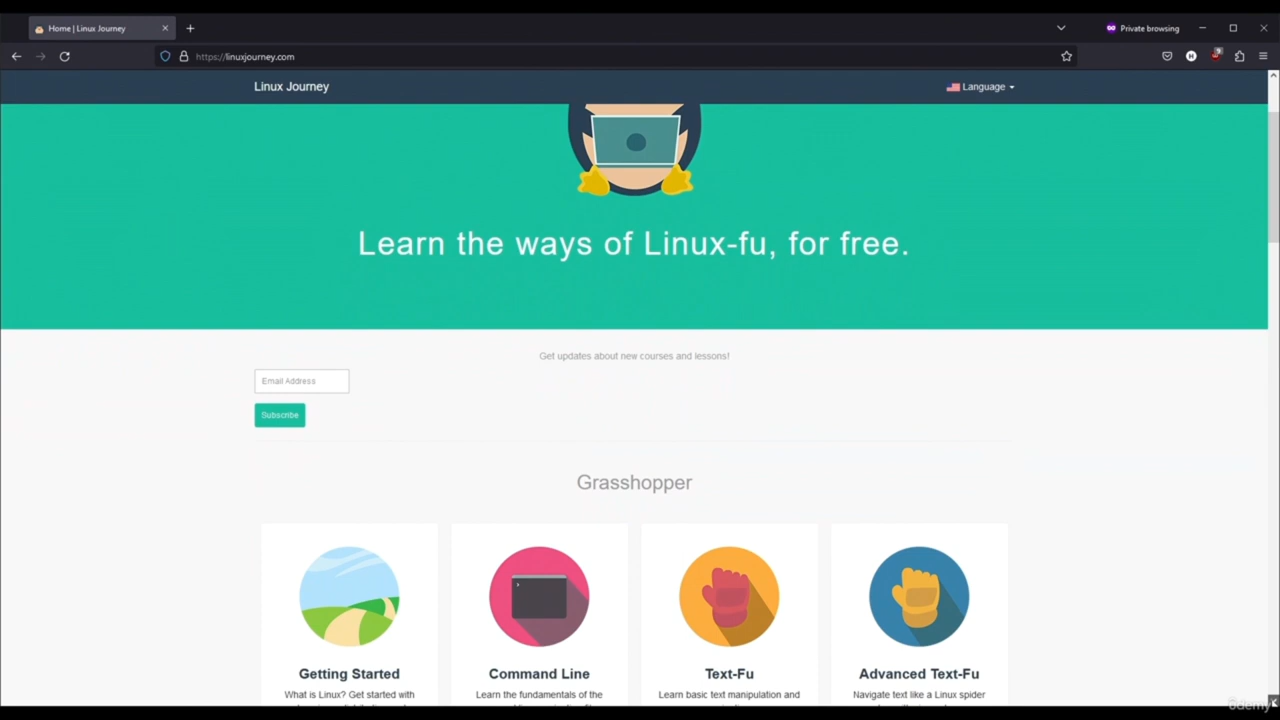 Home | Linux Journey
Private browsing
https://linuxjourney.com
9
Linux Journey
Language
Learn the ways of Linux-fu, for free.
Get updates about new courses and lessons!
Email Address
Subscribe
Grasshopper
Getting Started
Command Line
Text-Fu
Advanced Text-Fu
What is Linux? Get started with
Learn the fundamentals of the
Learn basic text manipulation and
Navigate text like a Linux spider
ûdemy